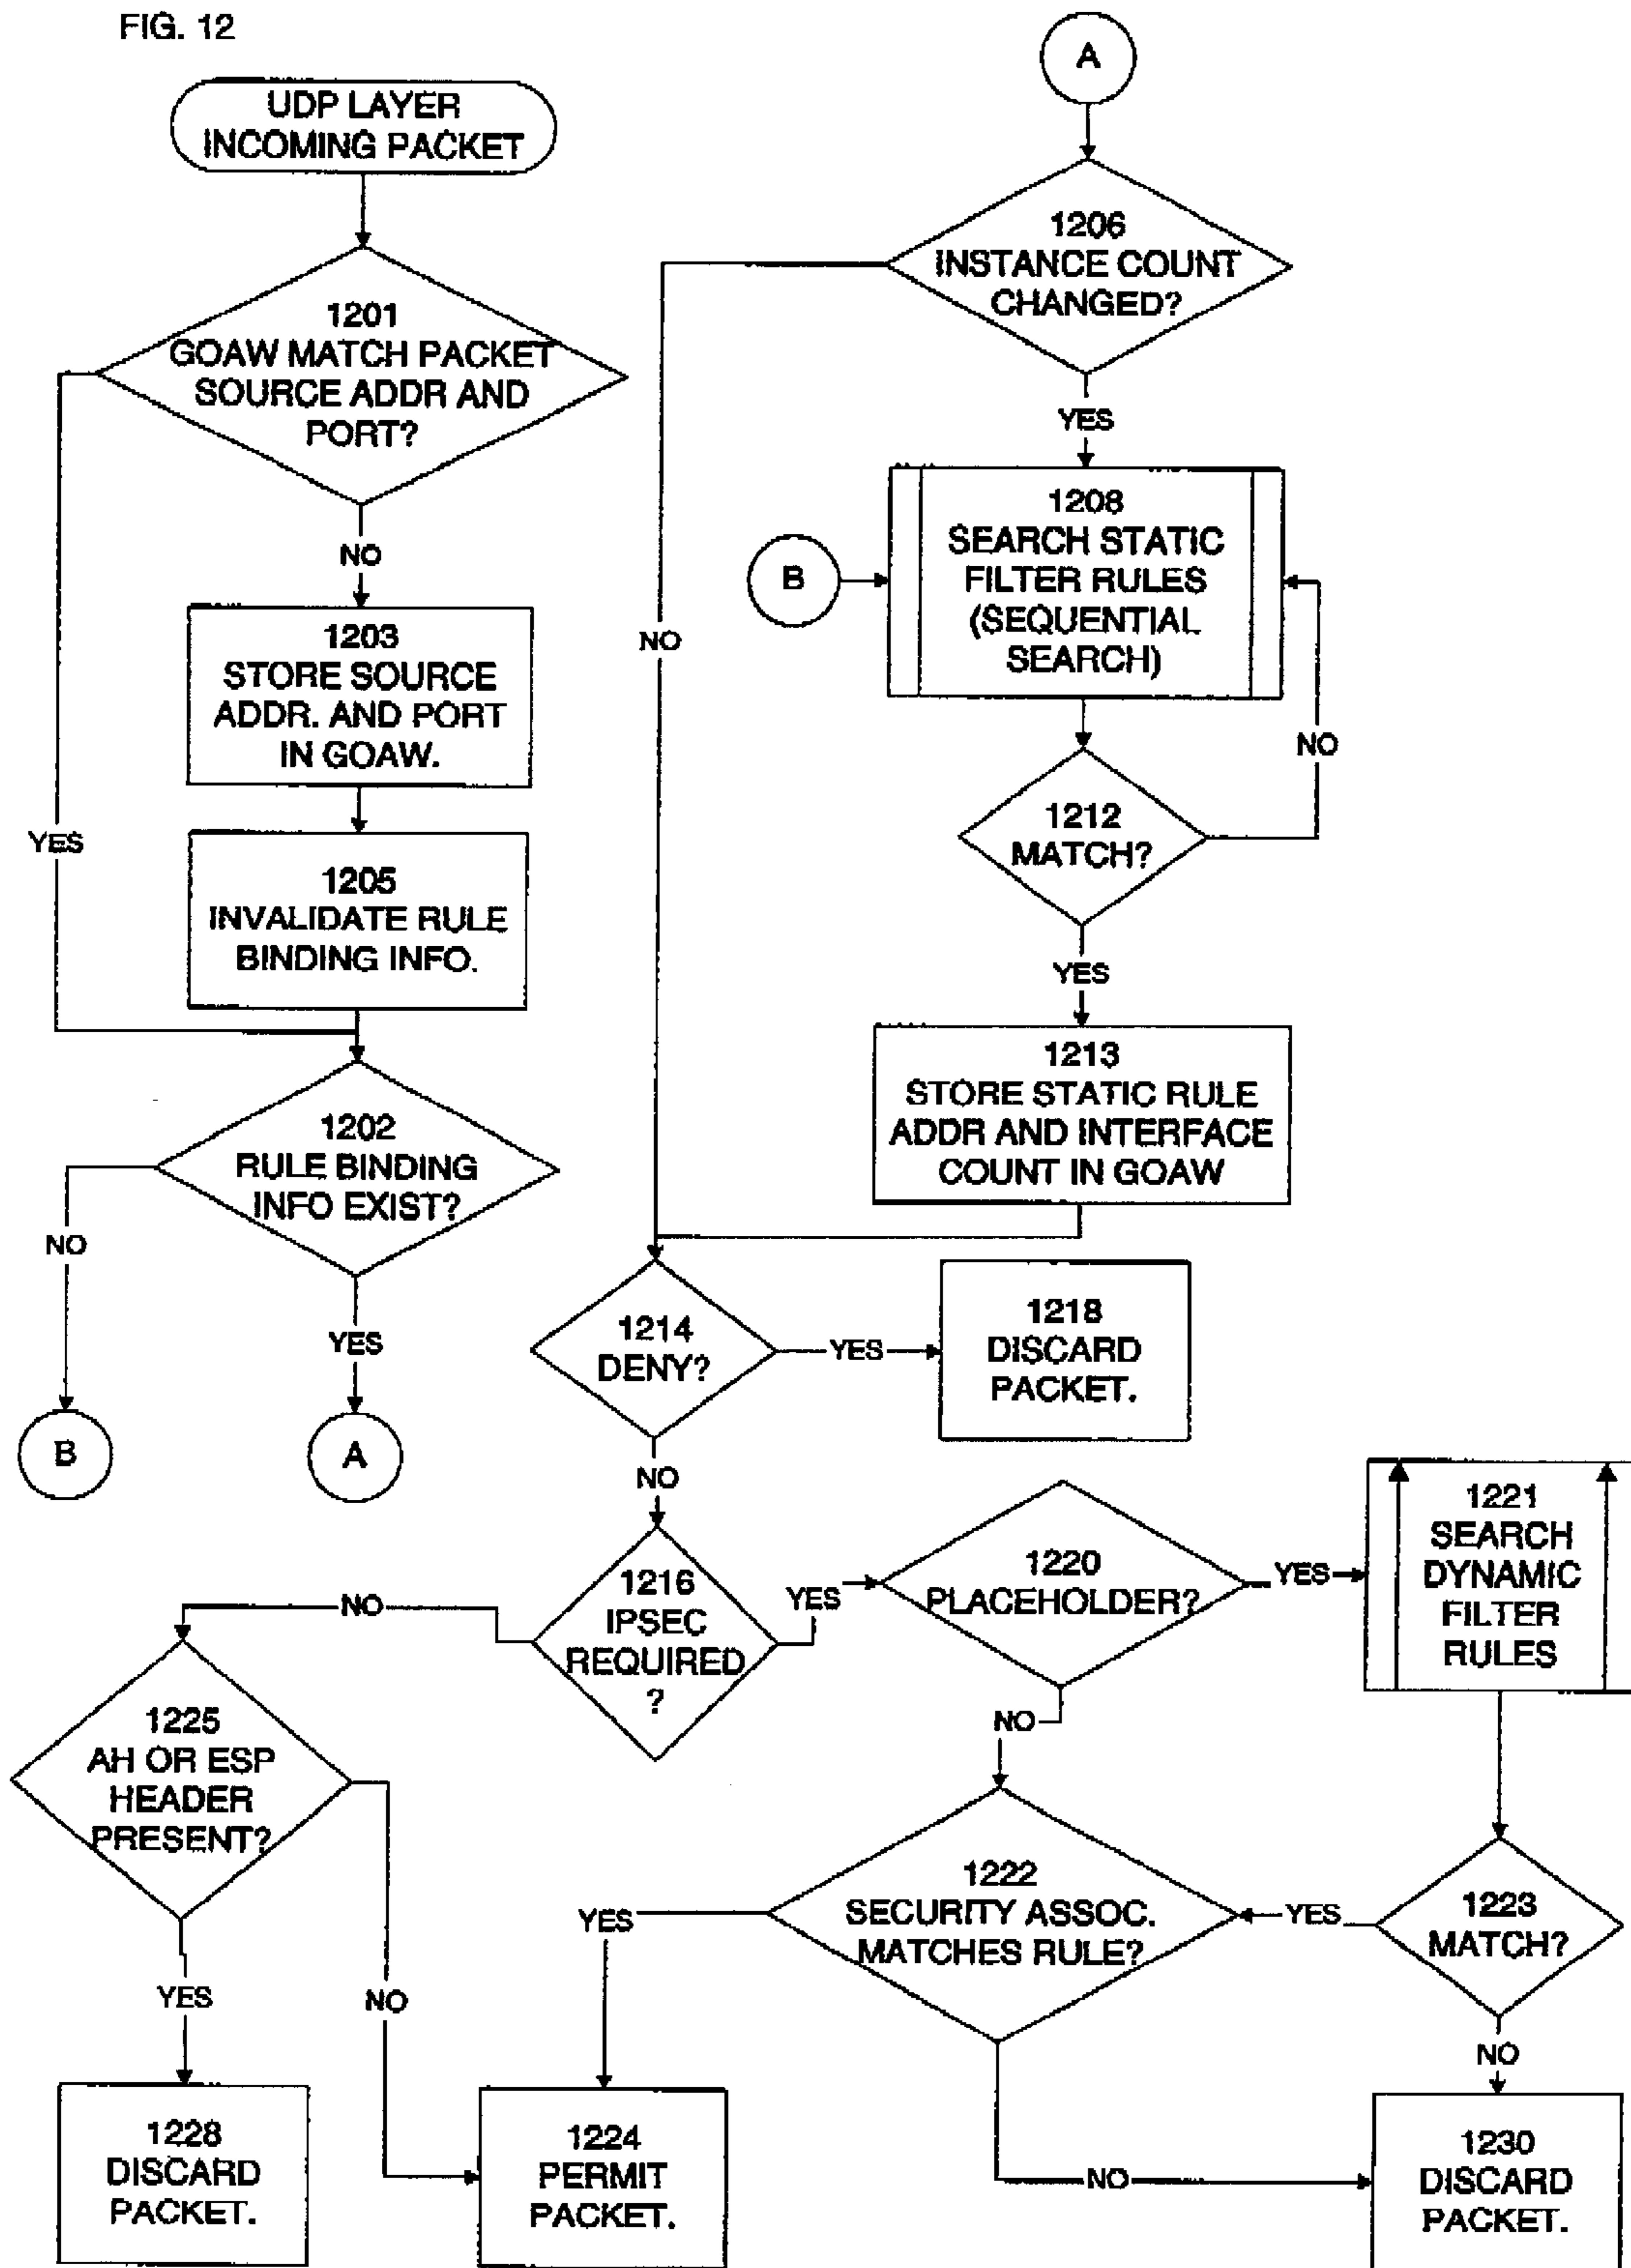 FIG. 12
UDP LAYER
INCOMING PACKET
1201
GOAW MATCH PACKET
SOURCE ADDR AND
PORT?
NO
YES
1203
STORE SOURCE
ADDR. AND PORT
IN GOAW.
1205
INVALIDATE RULE
BINDING INFO.
1202
RULE BINDING
INFO EXIST?
NO
YES
B
A
A
1206
INSTANCE COUNT
CHANGED?
NO
YES
B
1208
SEARCH STATIC
FILTER RULES
(SEQUENTIAL
SEARCH)
NO
1212
MATCH?
YES
1213
STORE STATIC RULE
ADDR AND INTERFACE
COUNT IN GOAW
1214
DENY?
YES
1218
DISCARD
PACKET.
NO
1216
IPSEC
REQUIRED
?
NO
YES
1220
PLACEHOLDER?
YES
1221
SEARCH
DYNAMIC
FILTER
RULES
NO
1225
AH OR ESP
HEADER
PRESENT?
YES
NO
1222
SECURITY ASSOC.
MATCHES RULE?
YES
YES
1223
MATCH?
NO
NO
1228
DISCARD
PACKET.
1224
PERMIT
PACKET.
1230
DISCARD
PACKET.